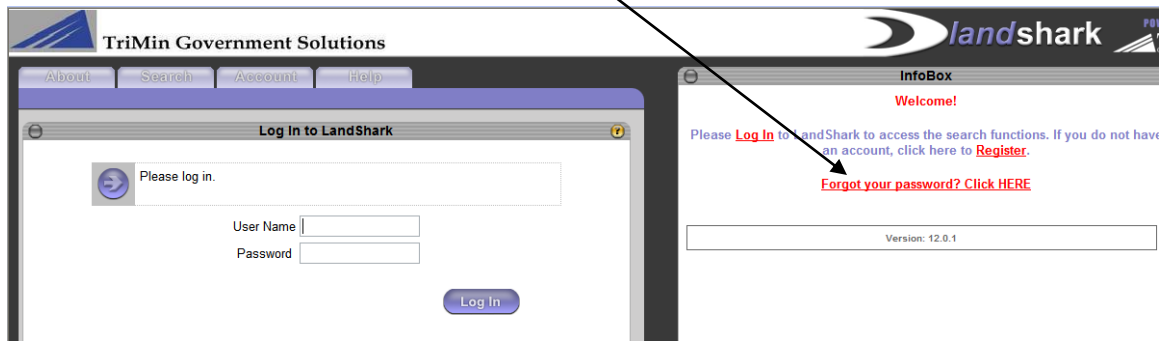 TriMin Government Solutions
landshark
About Search Account Help
Log In to LandShark
Please log in.
User Name
Password
Log In
InfoBox
Welcome!
Please Log In to LandShark to access the search functions. If you do not have
an account, click here to Register.
Forgot your password? Click HERE
Version: 12.0.1